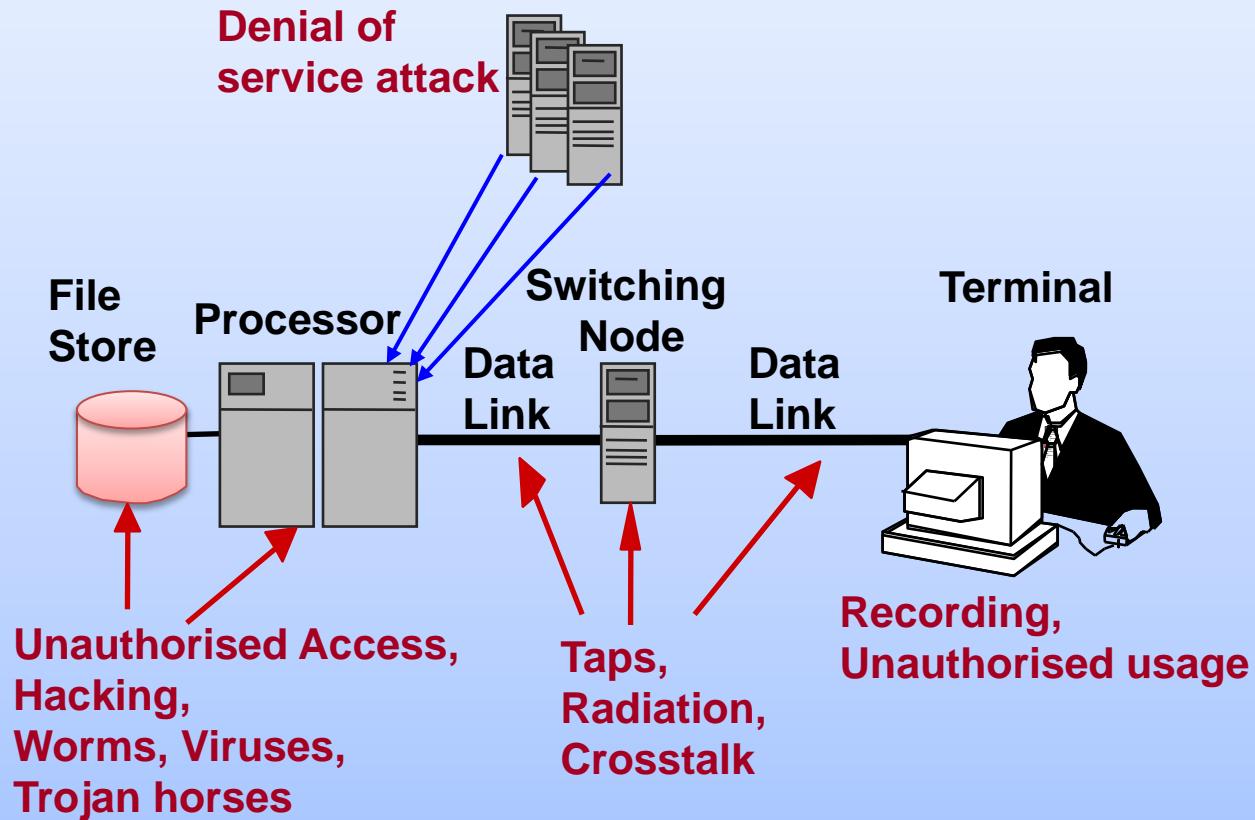 Denial of
service attack
File
Store
Processor
Data
Link
Switching
Node
Data
Link
Terminal
Unauthorised Access,
Hacking,
Worms, Viruses,
Trojan horses
Taps,
Radiation,
Crosstalk
Recording,
Unauthorised usage